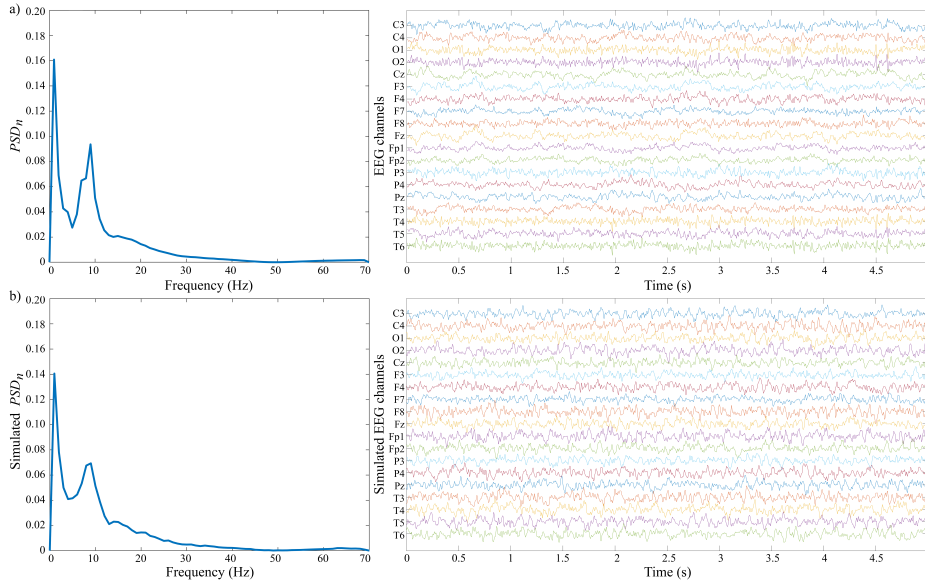 a)
0.20
0.18
0.16
0.14
0.12
0.10
0.08
0.06
0.04
0.02
0
PSDn
0 10 20 30 40 50 60 70
Frequency (Hz)
EEG channels
C3
C4
O1
O2
Cz
F3
F4
F7
F8
Fz
Fp1
Fp2
P3
P4
Pz
T3
T4
T5
T6
0 0.5 1 1.5 2 2.5 3 3.5 4 4.5
Time (s)
b)
0.20
0.18
0.16
0.14
0.12
0.10
0.08
0.06
0.04
0.02
0
Simulated PSDn
0 10 20 30 40 50 60 70
Frequency (Hz)
Simulated EEG channels
C3
C4
O1
O2
Cz
F3
F4
F7
F8
Fz
Fp1
Fp2
P3
P4
Pz
T3
T4
T5
T6
0 0.5 1 1.5 2 2.5 3 3.5 4 4.5
Time (s)